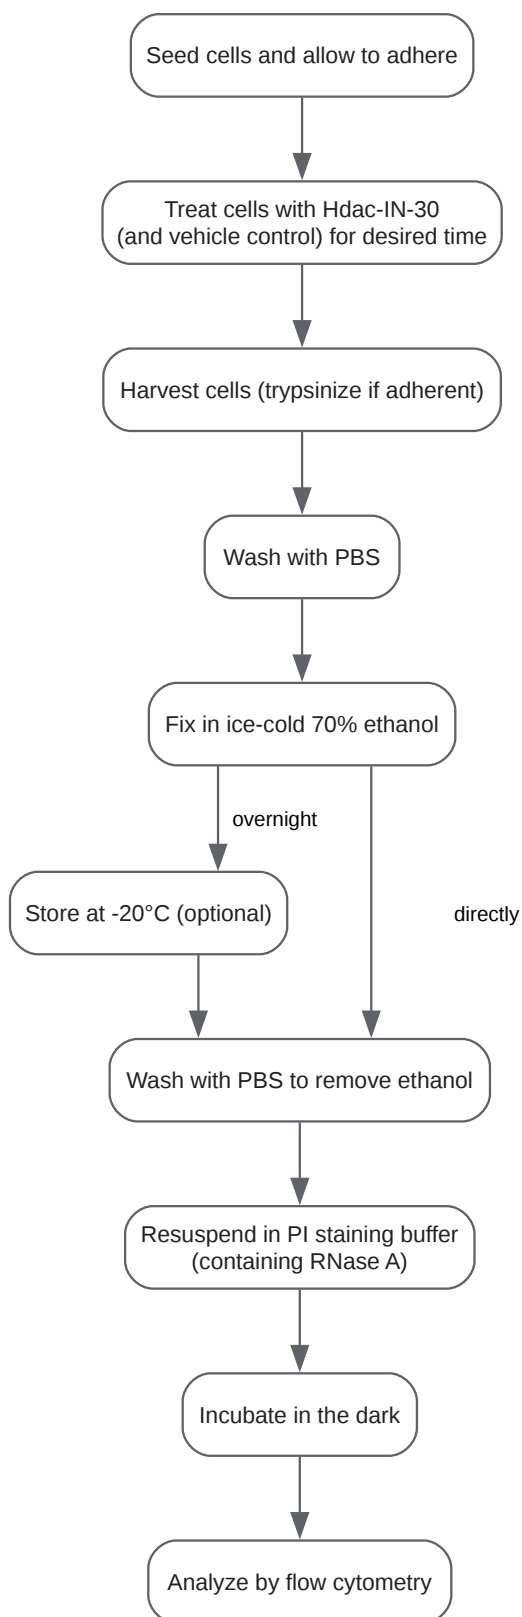 Seed cells and allow to adhere
Treat cells with Hdac-IN-30
(and vehicle control) for desired time
Harvest cells (trypsinize if adherent)
Wash with PBS
Fix in ice-cold 70% ethanol
overnight
Store at -20°C (optional)
directly
Wash with PBS to remove ethanol
Resuspend in PI staining buffer
(containing RNase A)
Incubate in the dark
Analyze by flow cytometry